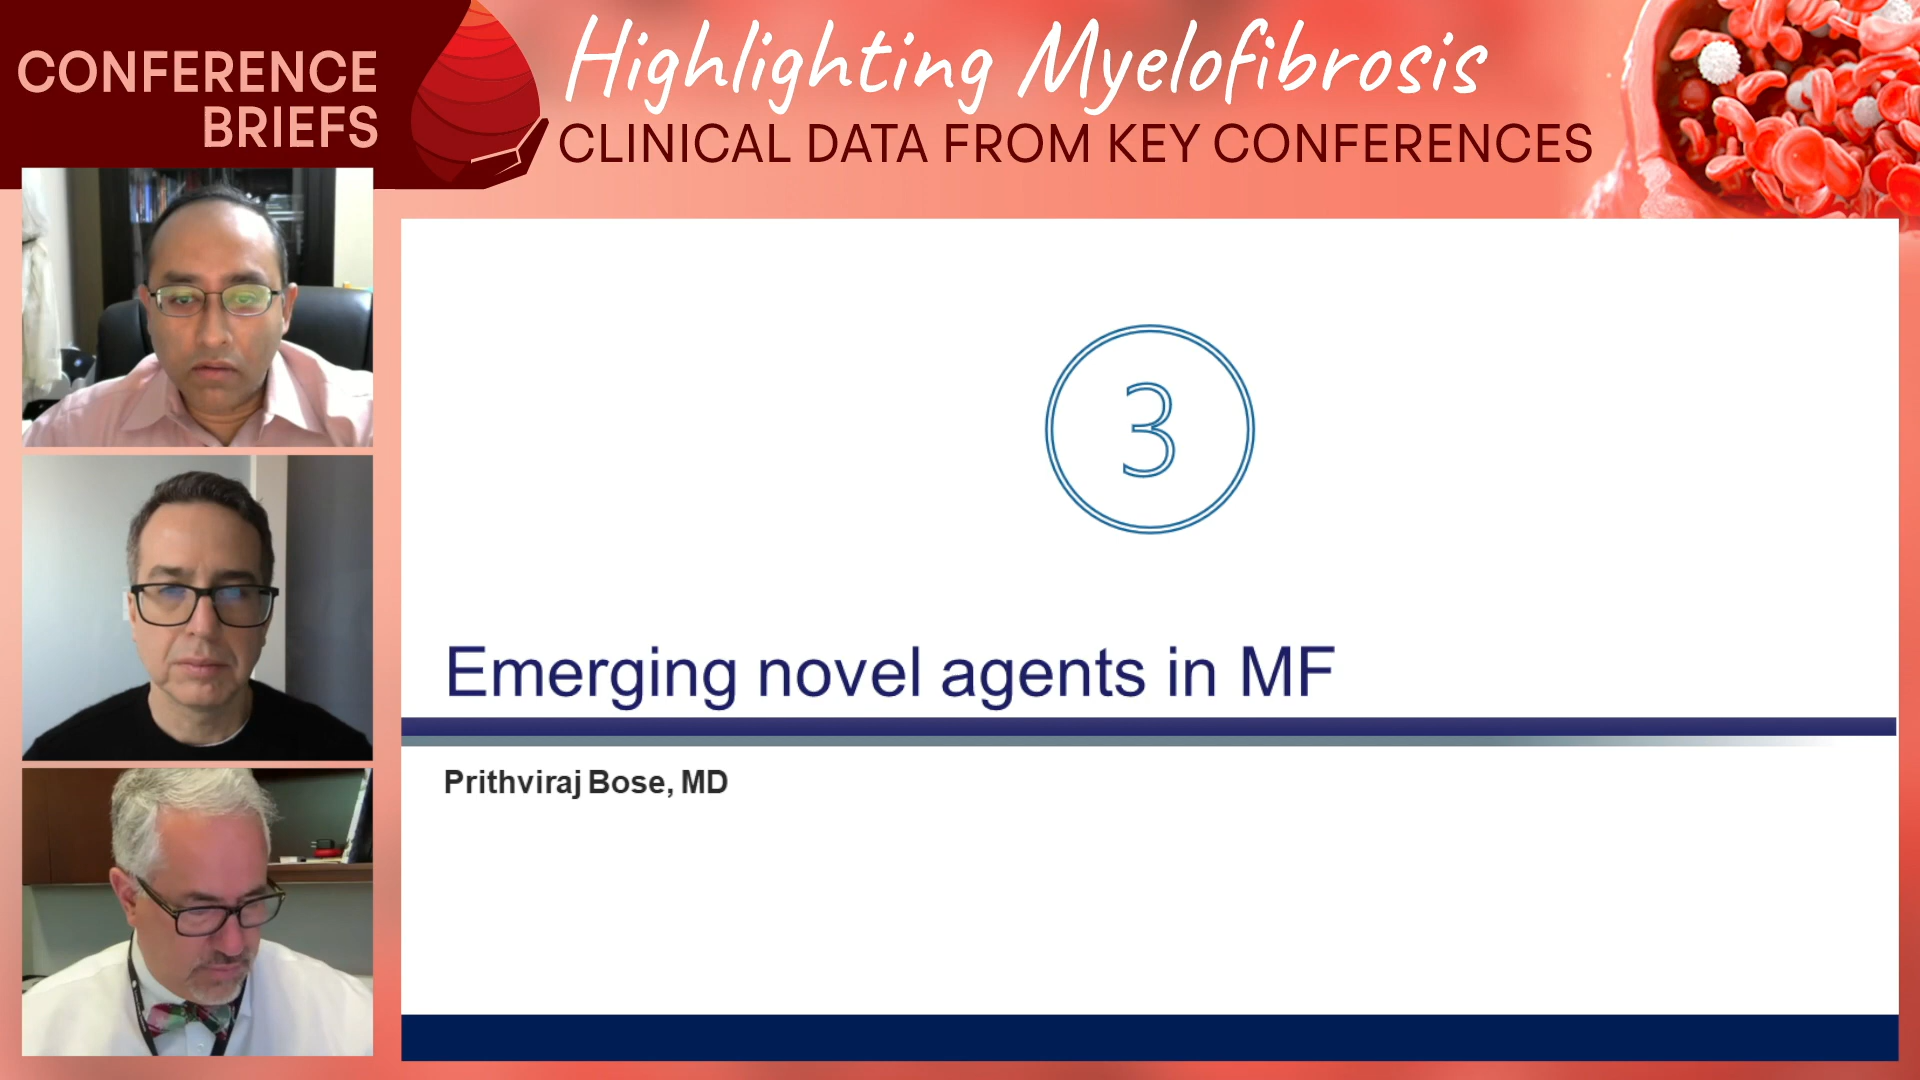 CONFERENCE
BRIEFS
Highlighting Myelofibrosis
CLINICAL DATA FROM KEY CONFERENCES
3
Emerging novel agents in MF
Prithviraj Bose, MD